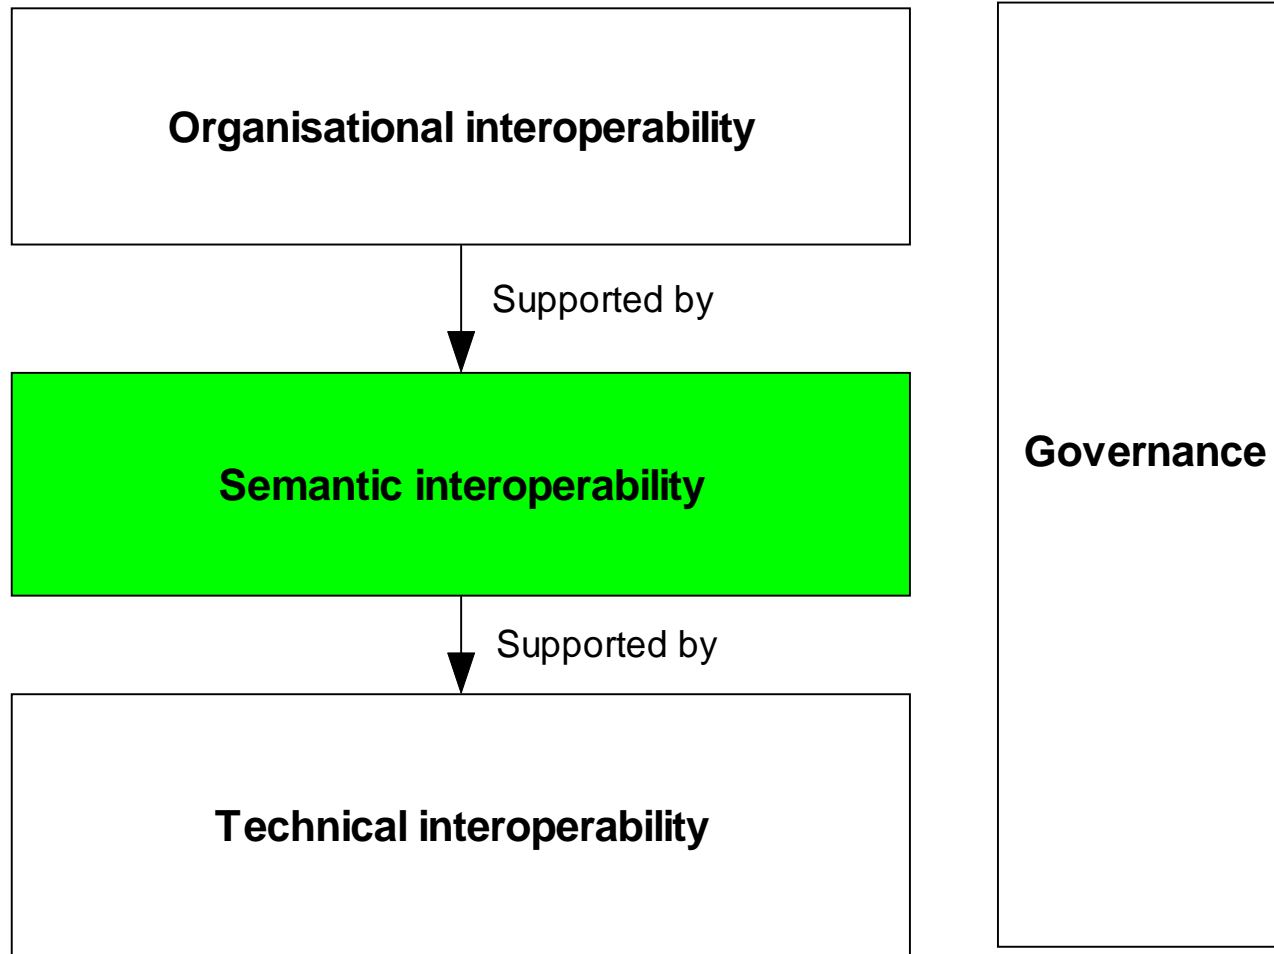 Organisational interoperability
Supported by
Semantic interoperability
Supported by
Technical interoperability
Governance